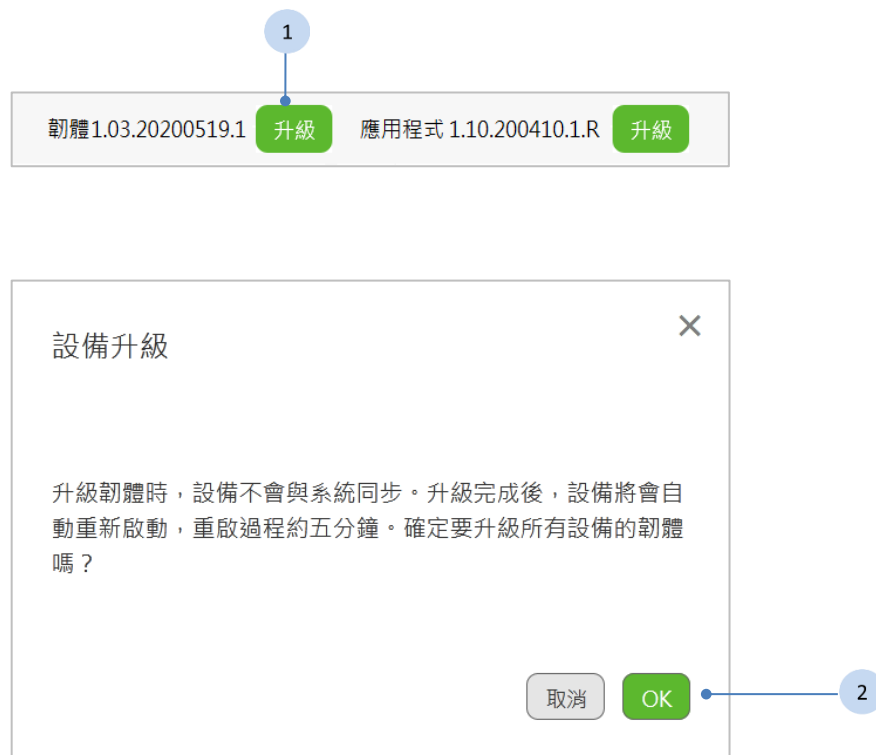 1
韌體1.03.20200519.1 升級 應用程式 1.10.200410.1.R 升級
設備升級
升級韌體時，設備不會與系統同步。升級完成後，設備將會自
動重新啟動，重啟過程約五分鐘。確定要升級所有設備的韌體
嗎？
取消 OK 2